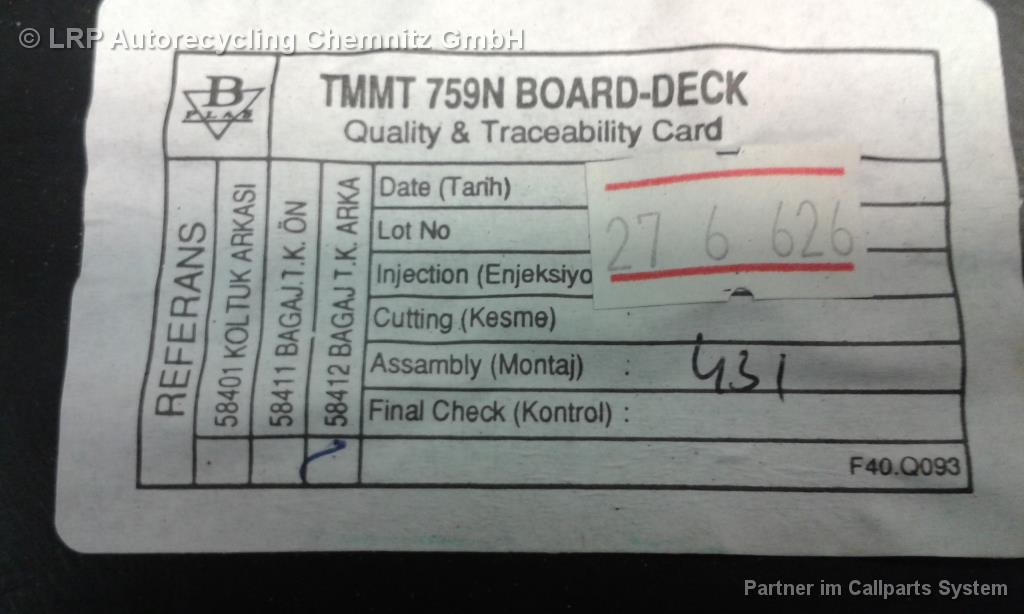 © LRP Autorecycling Chemnitz GmbH
B
PLAS
TMMT 759N BOARD-DECK
Quality & Traceability Card
REFERANS
58401 KOLTUK ARKASI
58411 BAGAJ.T.K. ÖN
58412 BAGAJ T.K. ARKA
Date (Tarih)
Lot No
27 6 626
Injection (Enjeksiyo
Cutting (Kesme)
Assambly (Montaj) : 431
Final Check (Kontrol) :
F40.Q093
Partner im Callparts System